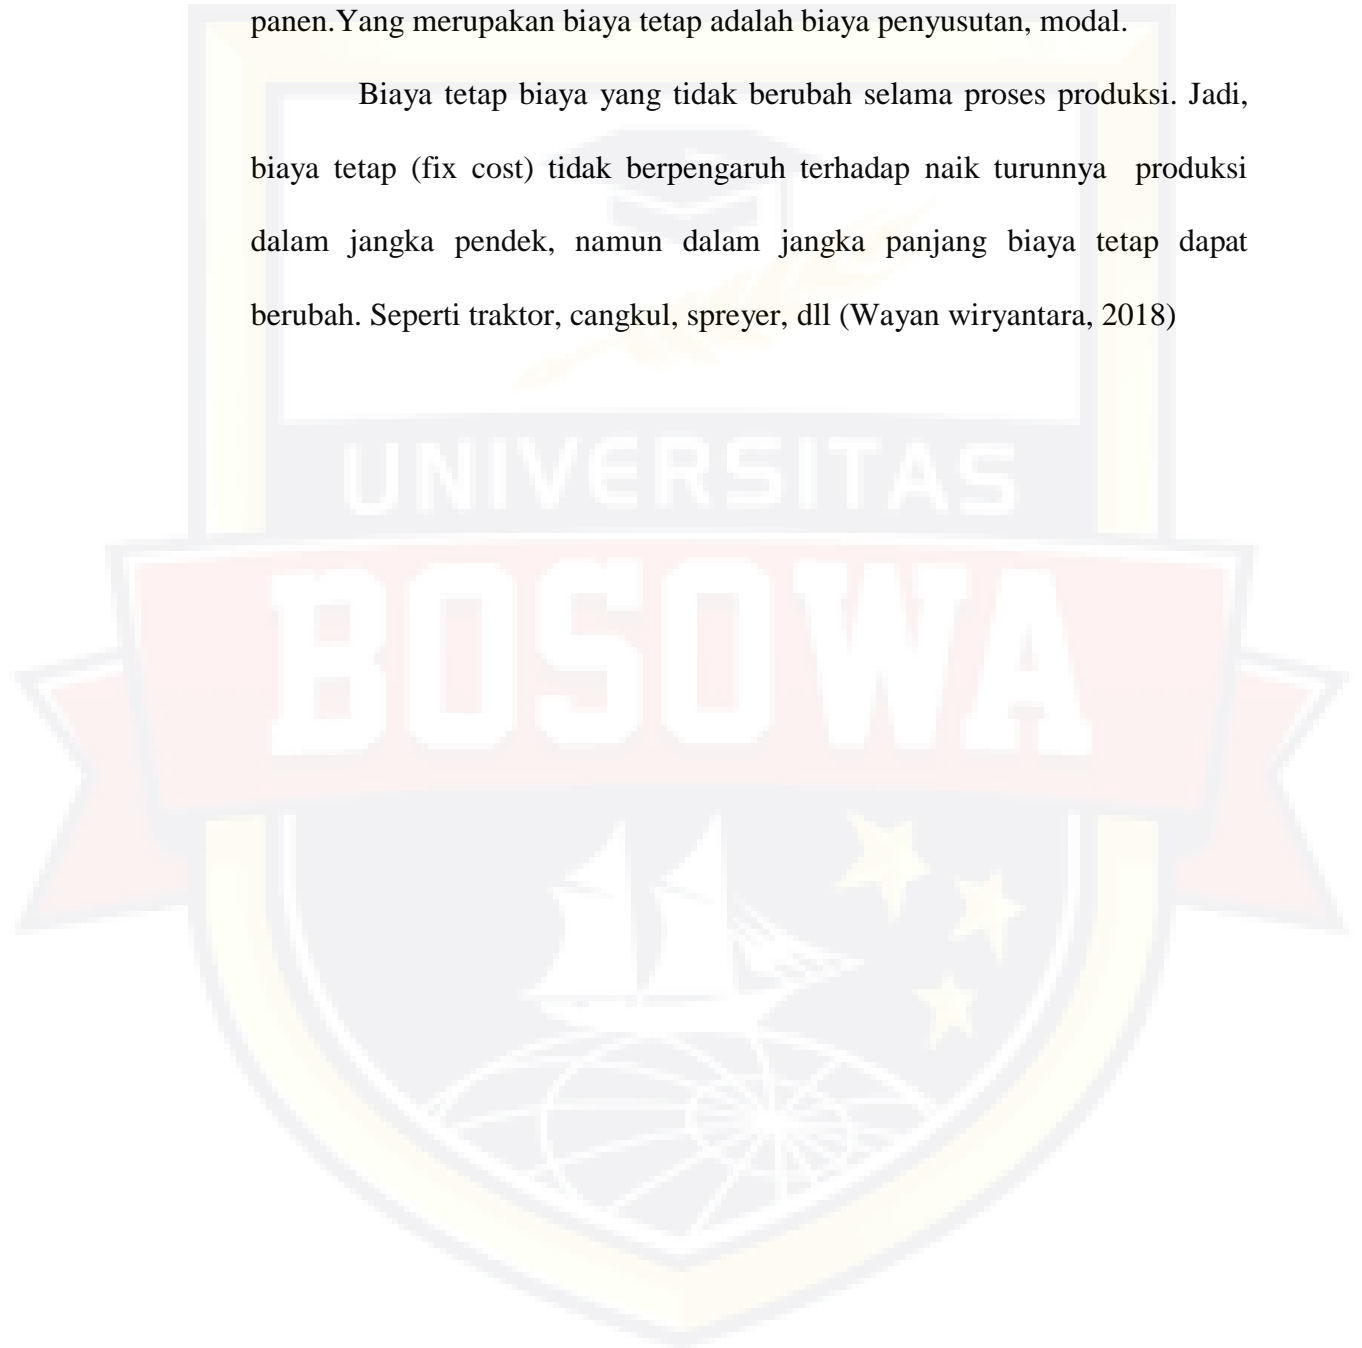 panen.Yang merupakan biaya tetap adalah biaya penyusutan, modal.
Biaya tetap biaya yang tidak berubah selama proses produksi. Jadi,
biaya tetap (fix cost) tidak berpengaruh terhadap naik turunnya produksi
dalam jangka pendek, namun dalam jangka panjang biaya tetap dapat
berubah. Seperti traktor, cangkul, spreyer, dll (Wayan wiryantara, 2018)
UNIVERSITAS
BOSOWA